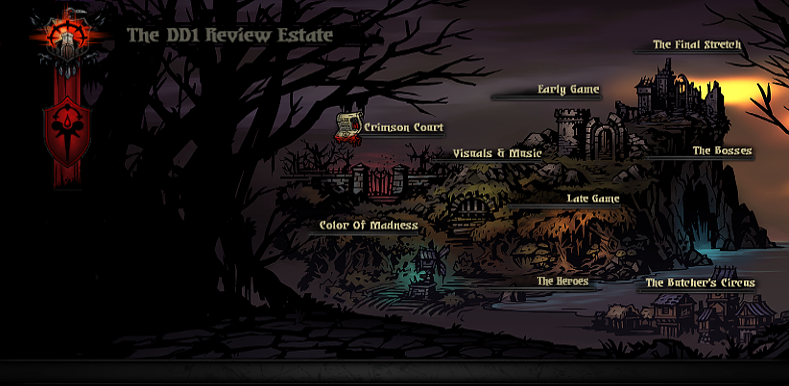 The DD1 Review Estate
The Final Stretch
Early Game
Crimson Court
Visuals & Music
The Bosses
Late Game
Color Of Madness
The Heroes
The Butcher's Circus